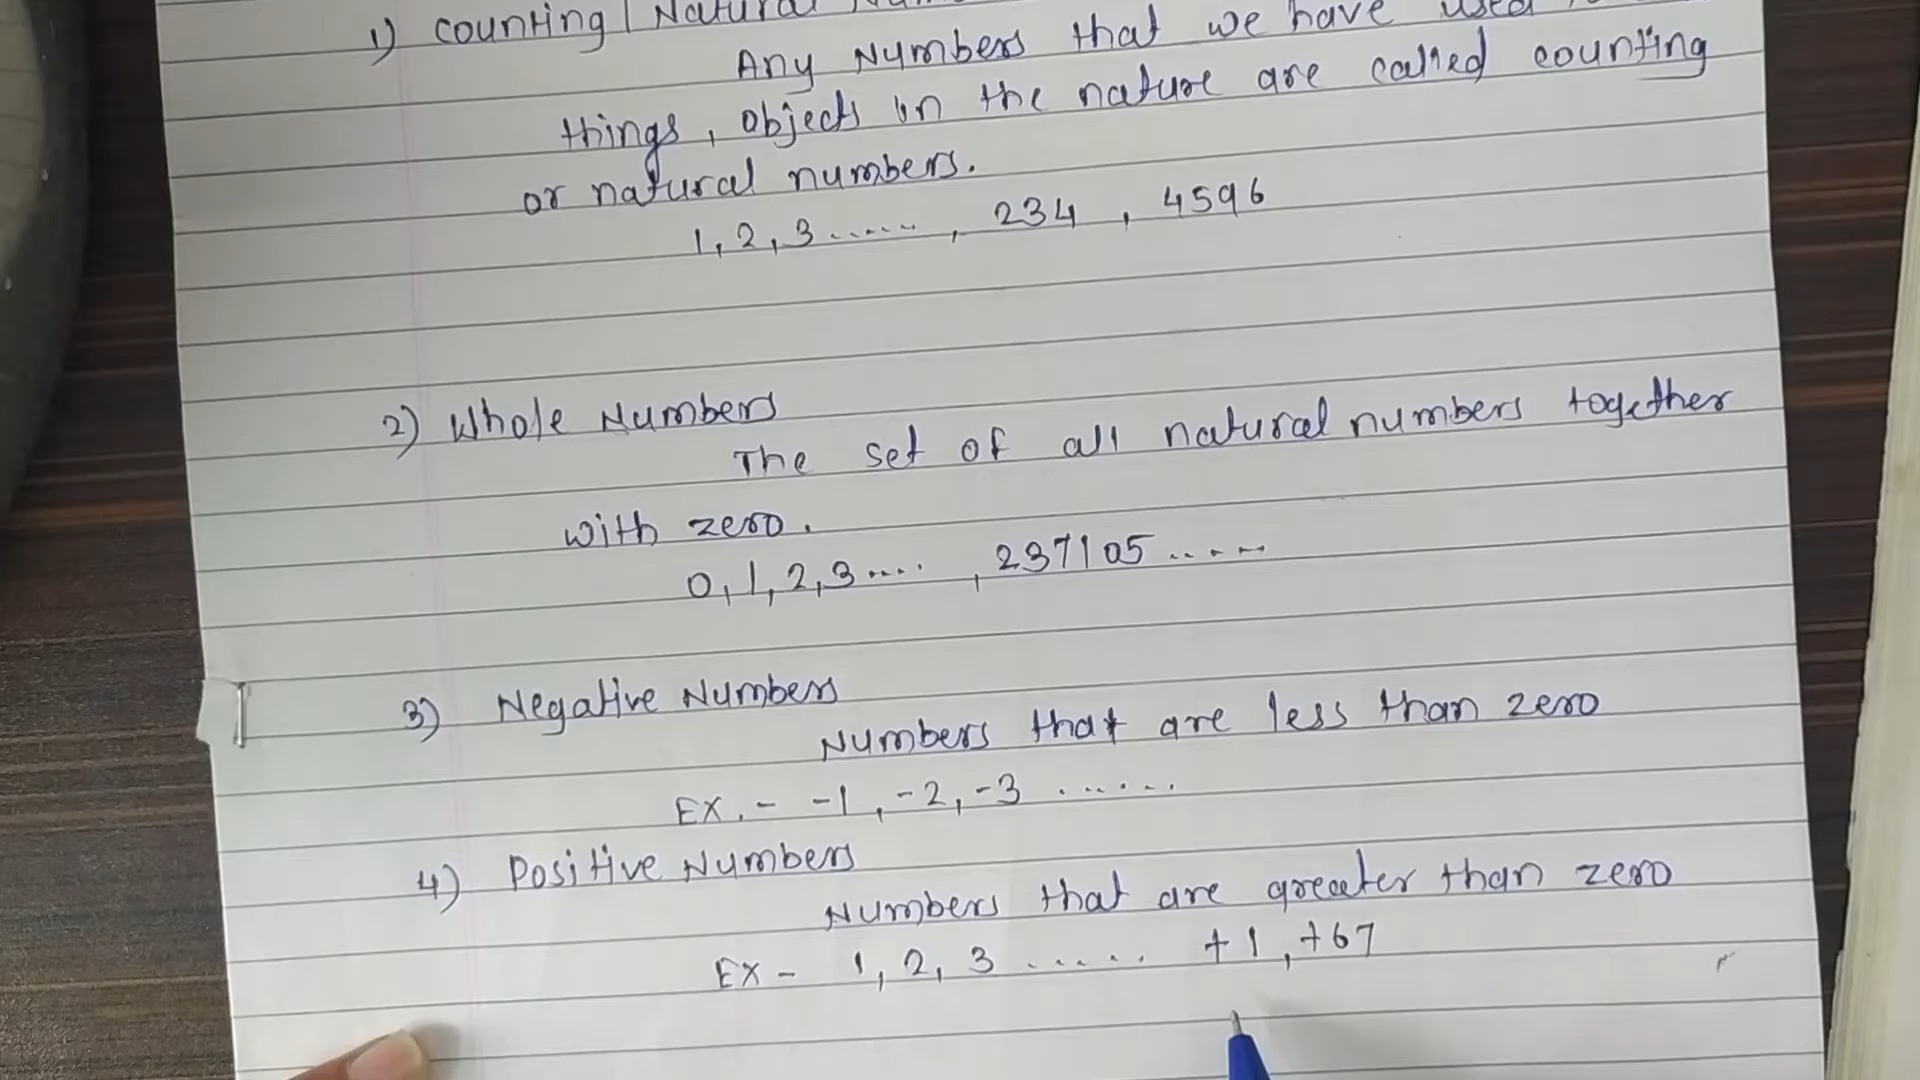 1) Counting | Natural
Any Numbers that we have used
things, objects in the nature are called counting
or natural numbers.
1, 2, 3 ....., 234, 4596
2) Whole Numbers
The set of all natural numbers together
with zero.
0, 1, 2, 3 ...., 237105 .....
3) Negative Numbers
Numbers that are less than zero
Ex. - -1, -2, -3 ......
4) Positive Numbers
Numbers that are greater than zero
Ex - 1, 2, 3 ..... +1, +67